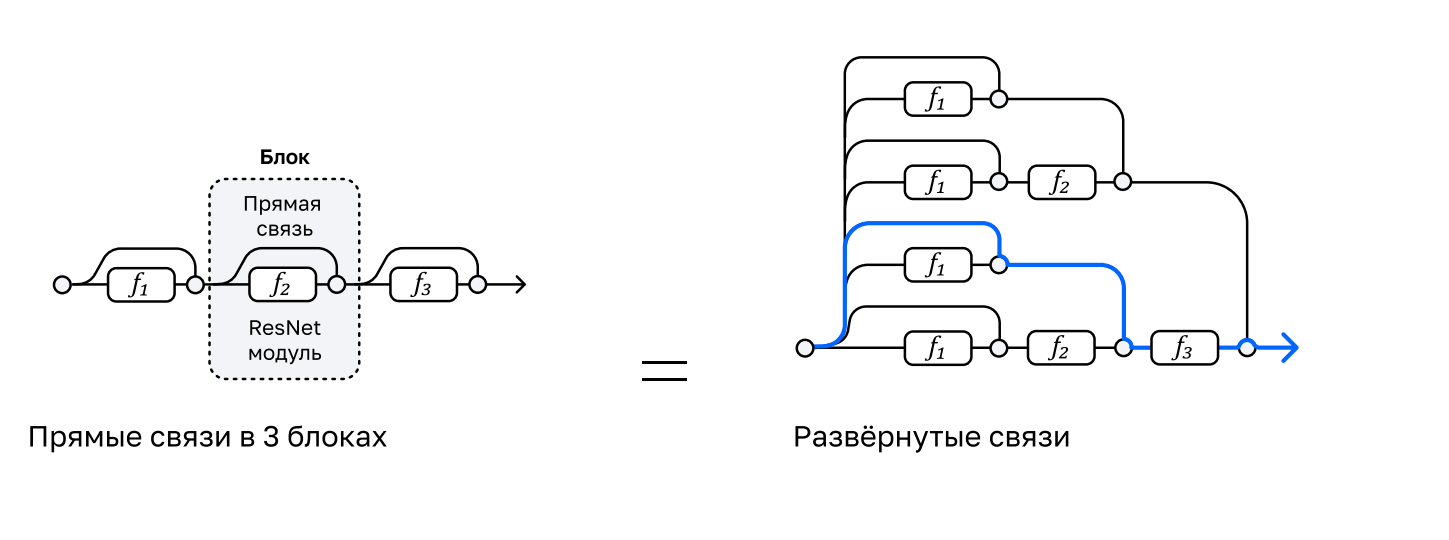 Блок
Прямая
связь
f1
f2
f3
ResNet
модуль
Прямые связи в 3 блоках
=
f1
f1
f2
f1
f1
f2
f3
Развёрнутые связи